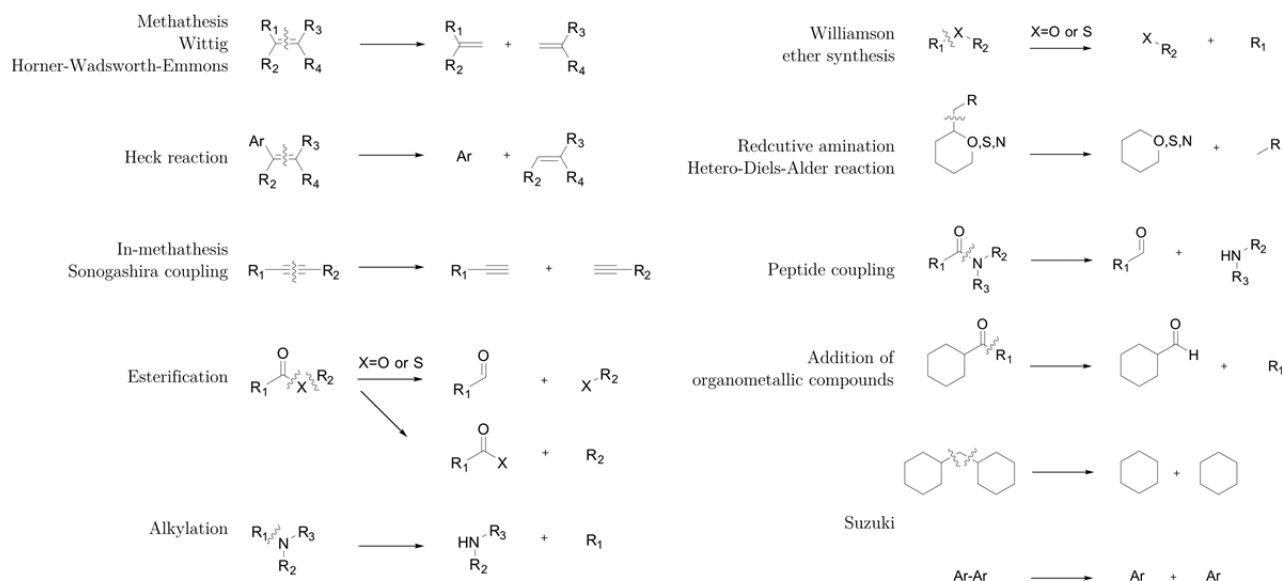 Methathesis
Wittig
Horner-Wadsworth-Emmons
R1 R3
R2 R4
R1
R2
+
R3
R4
Heck reaction
Ar R3
R2 R4
Ar
+
R3
R2 R4
In-methathesis
Sonogashira coupling
R1 R2
R1
+
R2
Esterification
O
R1 X R2
X=O or S
O
R1
+
X R2
O
R1 X
+
R2
Alkylation
R1 N R3
R2
HN R3
R2
+
R1
Williamson
ether synthesis
R1 X R2
X=O or S
X R2
+
R1
Redcutive amination
Hetero-Diels-Alder reaction
R
O,S,N
O,S,N
+
R
Peptide coupling
O
R1 N R2
R3
O
R1
+
HN R2
R3
Addition of
organometallic compounds
O
R1
O
H
+
R1
Suzuki
+
Ar-Ar
Ar + Ar